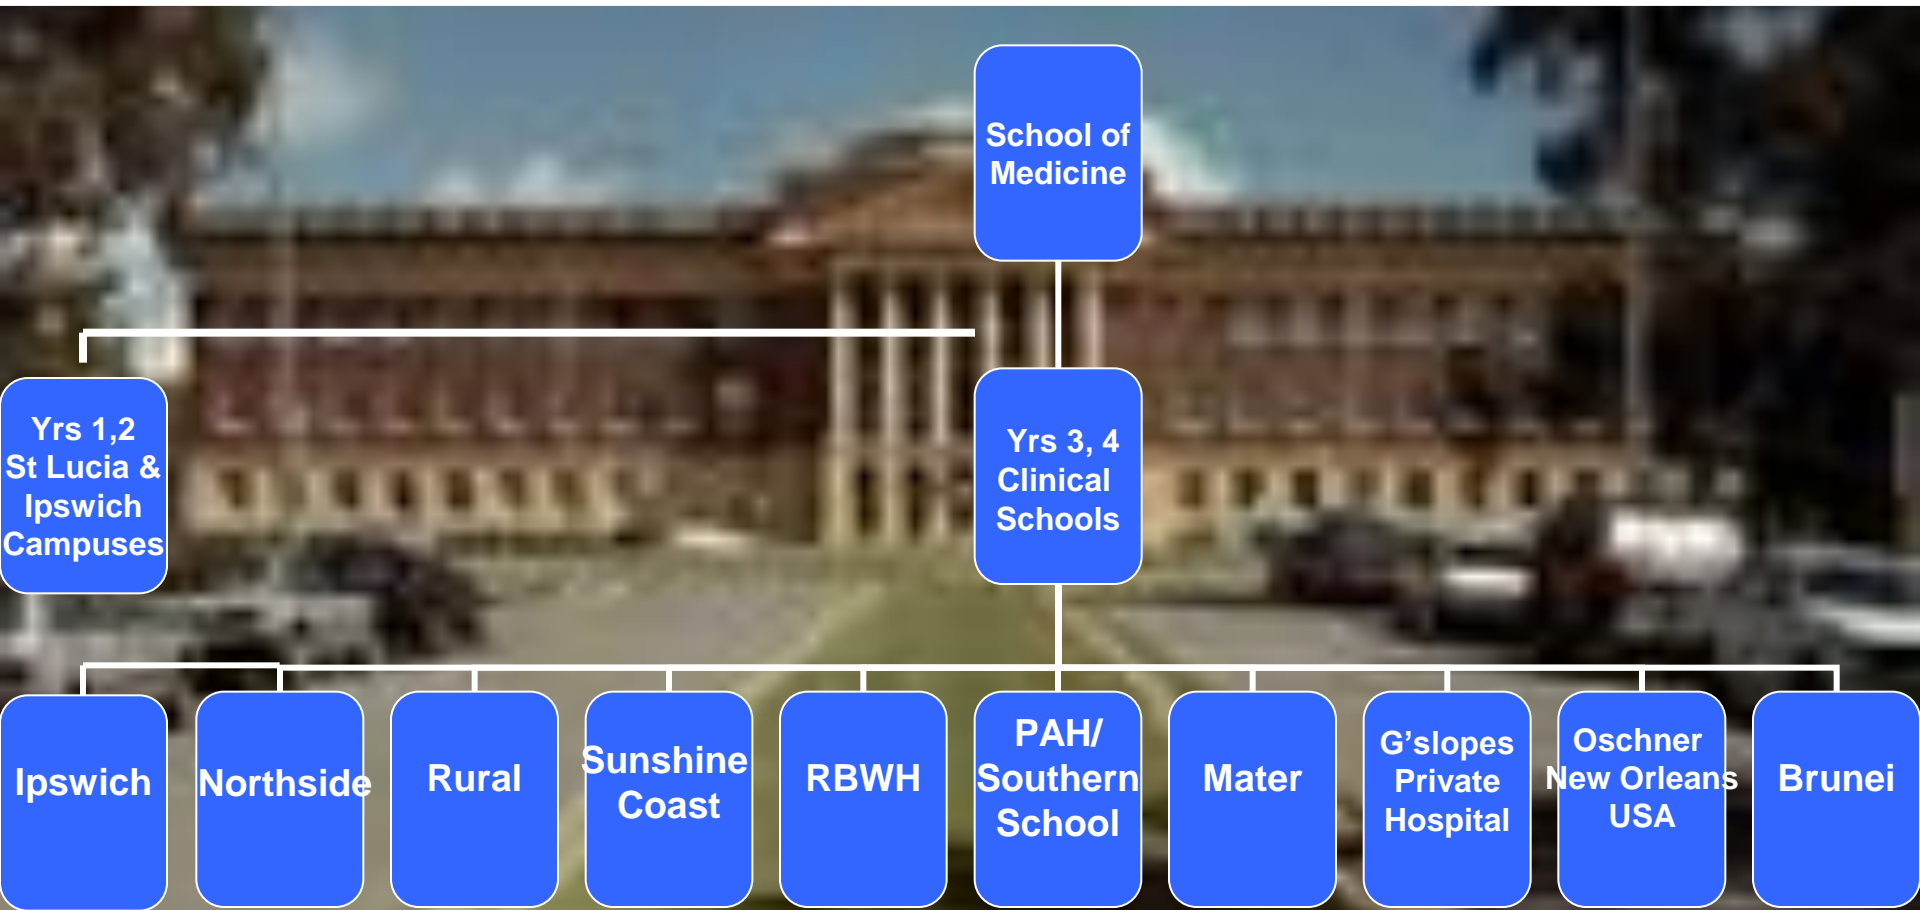 School of
Medicine
Yrs 1,2
St Lucia &
Ipswich
Campuses
Yrs 3, 4
Clinical
Schools
Ipswich
Northside
Rural
Sunshine
Coast
RBWH
PAH/
Southern
School
Mater
G'slopes
Private
Hospital
Oschner
New Orleans
USA
Brunei